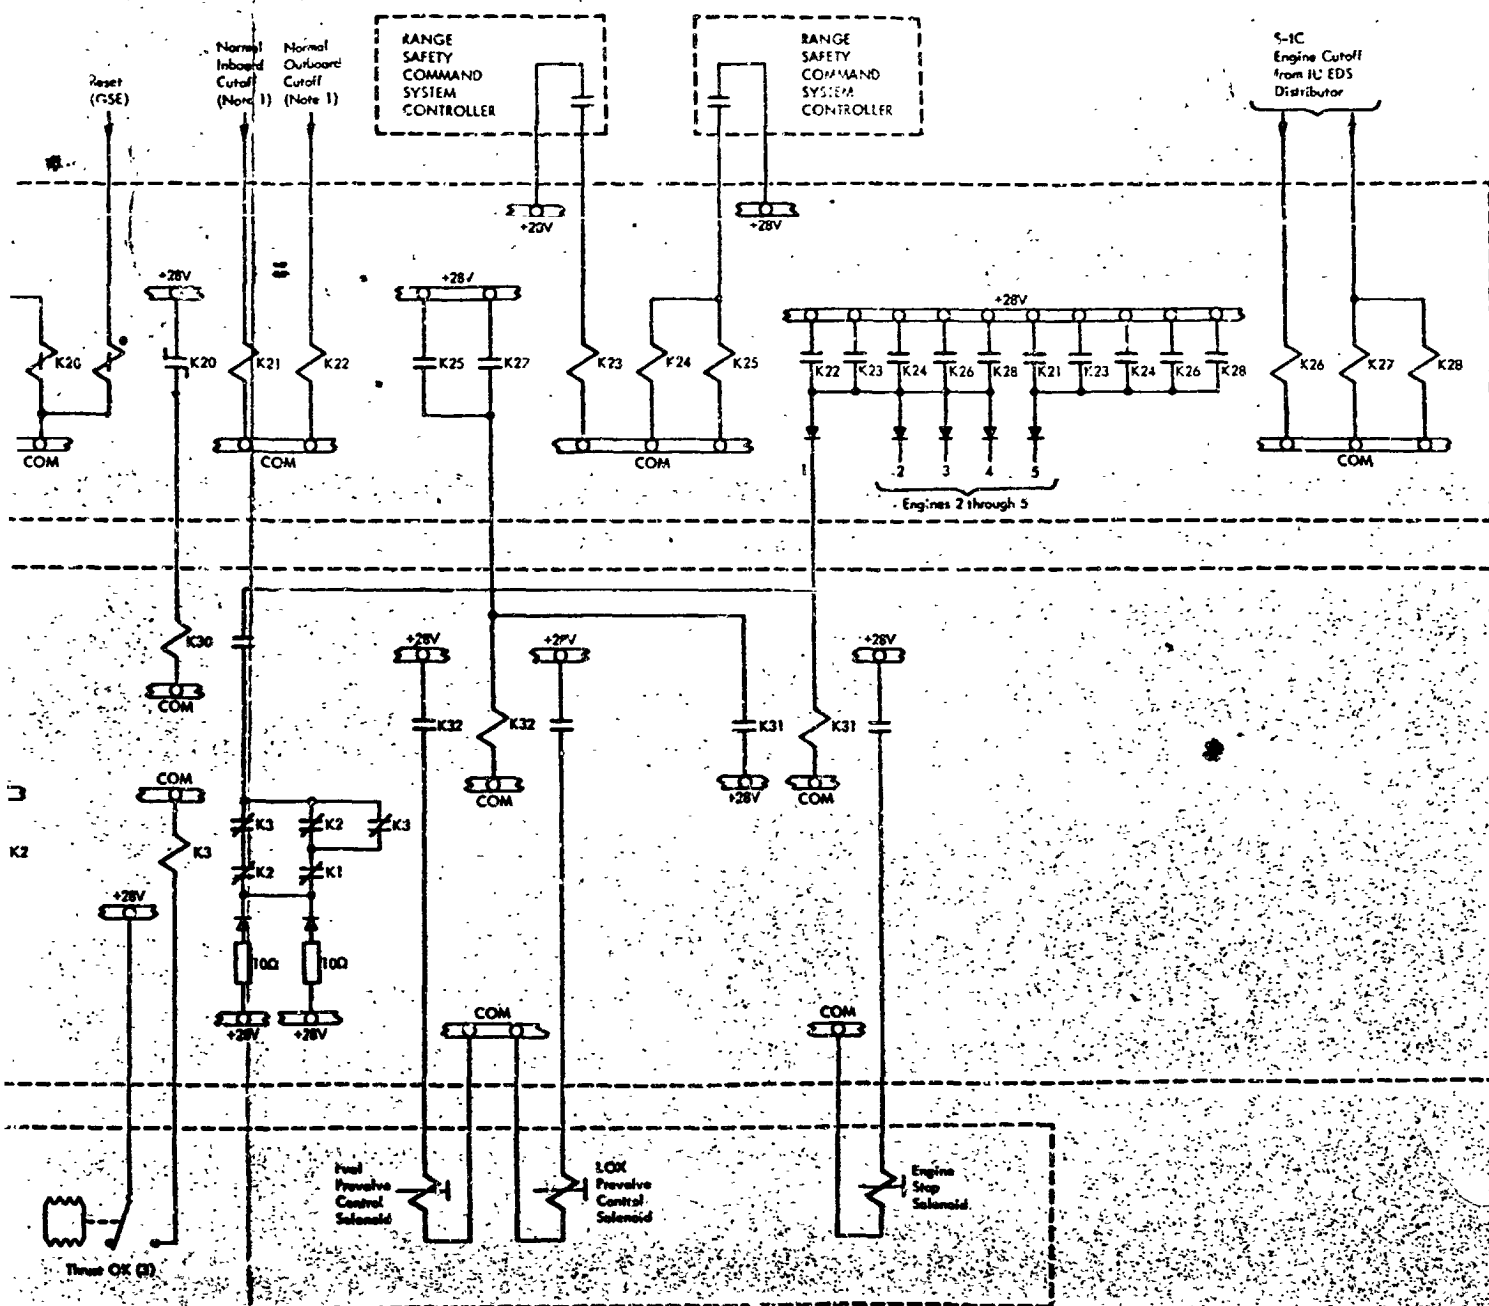 Reset
(GSE)
Normal
Inboard
Cutoff
(Note 1)
Normal
Outboard
Cutoff
(Note 1)
RANGE
SAFETY
COMMAND
SYSTEM
CONTROLLER
RANGE
SAFETY
COMMAND
SYSTEM
CONTROLLER
S-IC
Engine Cutoff
from IU EDS
Distributor
+28V
+28V
+28V
+28V
+28V
K20
K20
K21
K22
K25
K27
K23
K24
K25
K22
K23
K24
K26
K28
K21
K23
K24
K26
K28
K26
K27
K28
COM
COM
COM
COM
1
2
3
4
5
Engines 2 through 5
K30
COM
+28V
+28V
+28V
K32
K32
K31
K31
COM
+28V
COM
COM
K2
K3
K3
K2
K3
K2
K1
+28V
10Ω
10Ω
+28V
+28V
COM
COM
Fuel
Prevalve
Control
Solenoid
LOX
Prevalve
Control
Solenoid
Engine
Stop
Solenoid
Thrust OK (3)